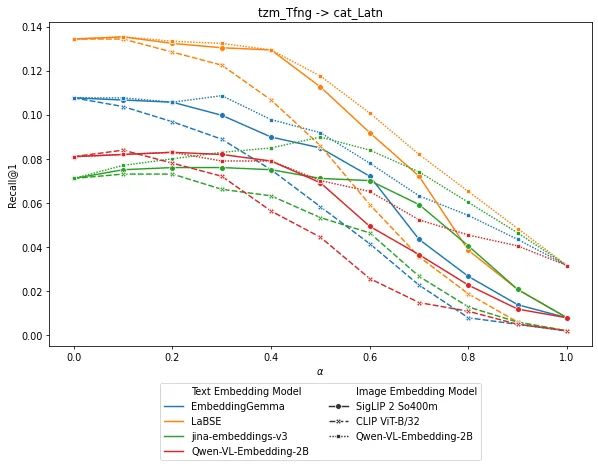 tzm_Tfng -> cat_Latn
Recall@1
0.14
0.12
0.10
0.08
0.06
0.04
0.02
0.00
0.0 0.2 0.4 0.6 0.8 1.0
α
Text Embedding Model Image Embedding Model
EmbeddingGemma SigLIP 2 So400m
LaBSE CLIP ViT-B/32
jina-embeddings-v3 Qwen-VL-Embedding-2B
Qwen-VL-Embedding-2B